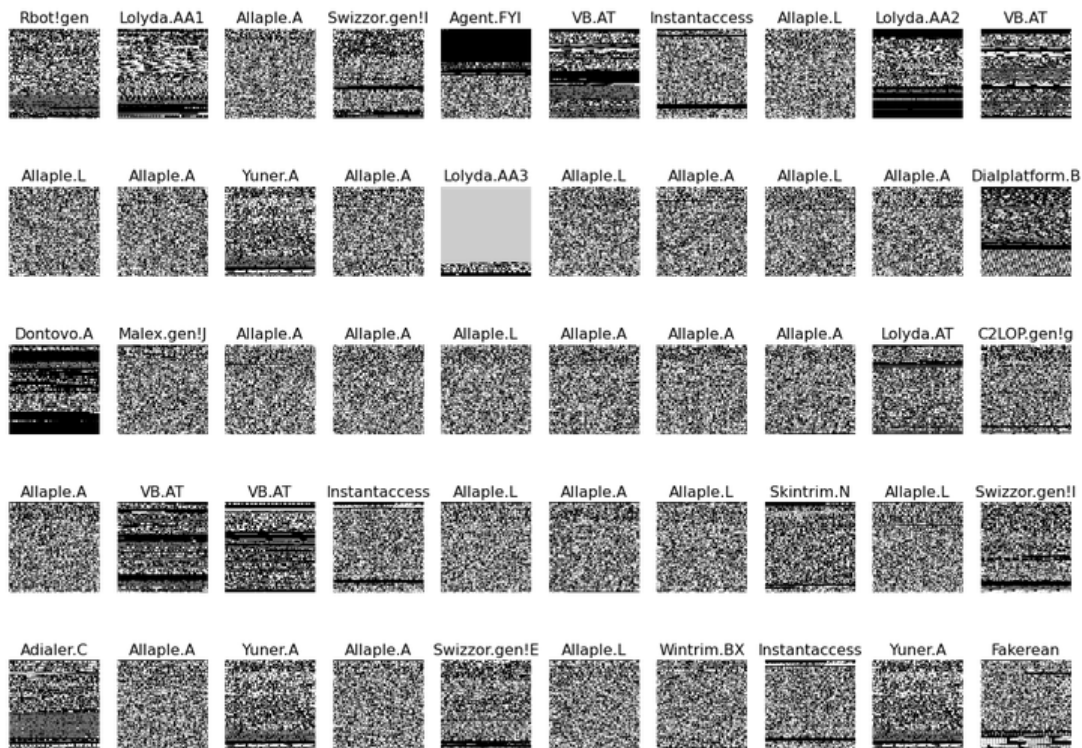 Rbot!gen Lolyda.AA1 Allaple.A Swizzor.gen!I Agent.FYI VB.AT Instantaccess Allaple.L Lolyda.AA2 VB.AT
Allaple.L Allaple.A Yuner.A Allaple.A Lolyda.AA3 Allaple.L Allaple.A Allaple.L Allaple.A Dialplatform.B
Dontovo.A Malex.gen!J Allaple.A Allaple.A Allaple.L Allaple.A Allaple.A Allaple.A Lolyda.AT C2LOP.gen!g
Allaple.A VB.AT VB.AT Instantaccess Allaple.L Allaple.A Allaple.L Skintrim.N Allaple.L Swizzor.gen!I
Adialer.C Allaple.A Yuner.A Allaple.A Swizzor.gen!E Allaple.L Wintrim.BX Instantaccess Yuner.A Fakerean